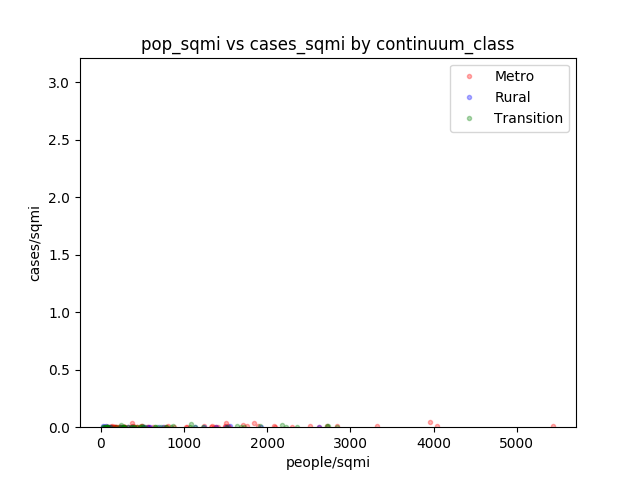 pop_sqmi vs cases_sqmi by continuum_class
Metro
Rural
Transition
cases/sqmi
3.0
2.5
2.0
1.5
1.0
0.5
0.0
0 1000 2000 3000 4000 5000
people/sqmi